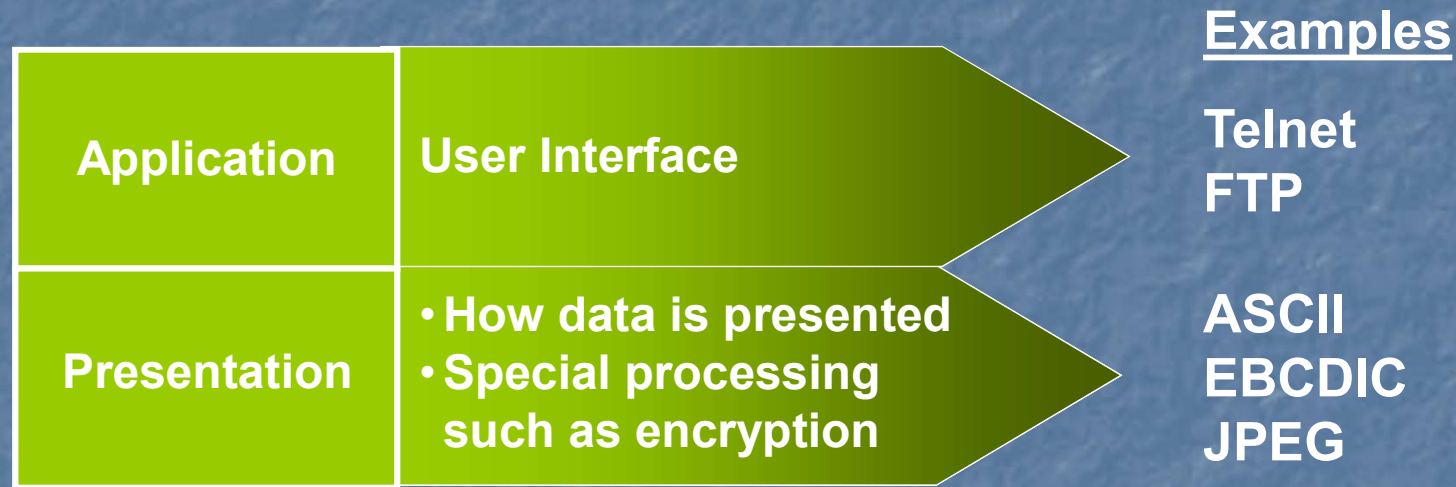 Examples
Application
User Interface
Telnet
FTP
Presentation
• How data is presented
• Special processing
such as encryption
ASCII
EBCDIC
JPEG